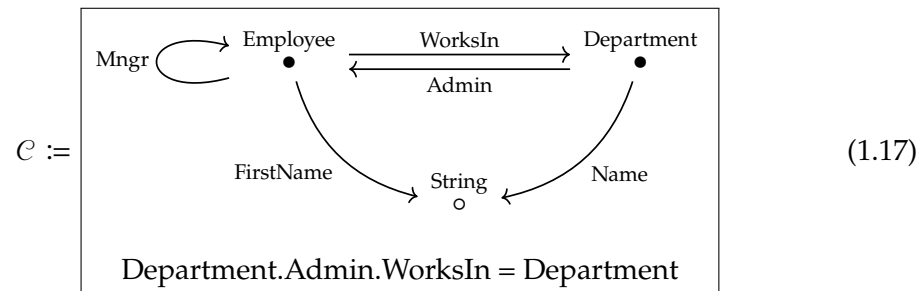 Employee WorksIn Department
Mngr
Admin
𝒞 := (1.17)
FirstName String Name
Department.Admin.WorksIn = Department